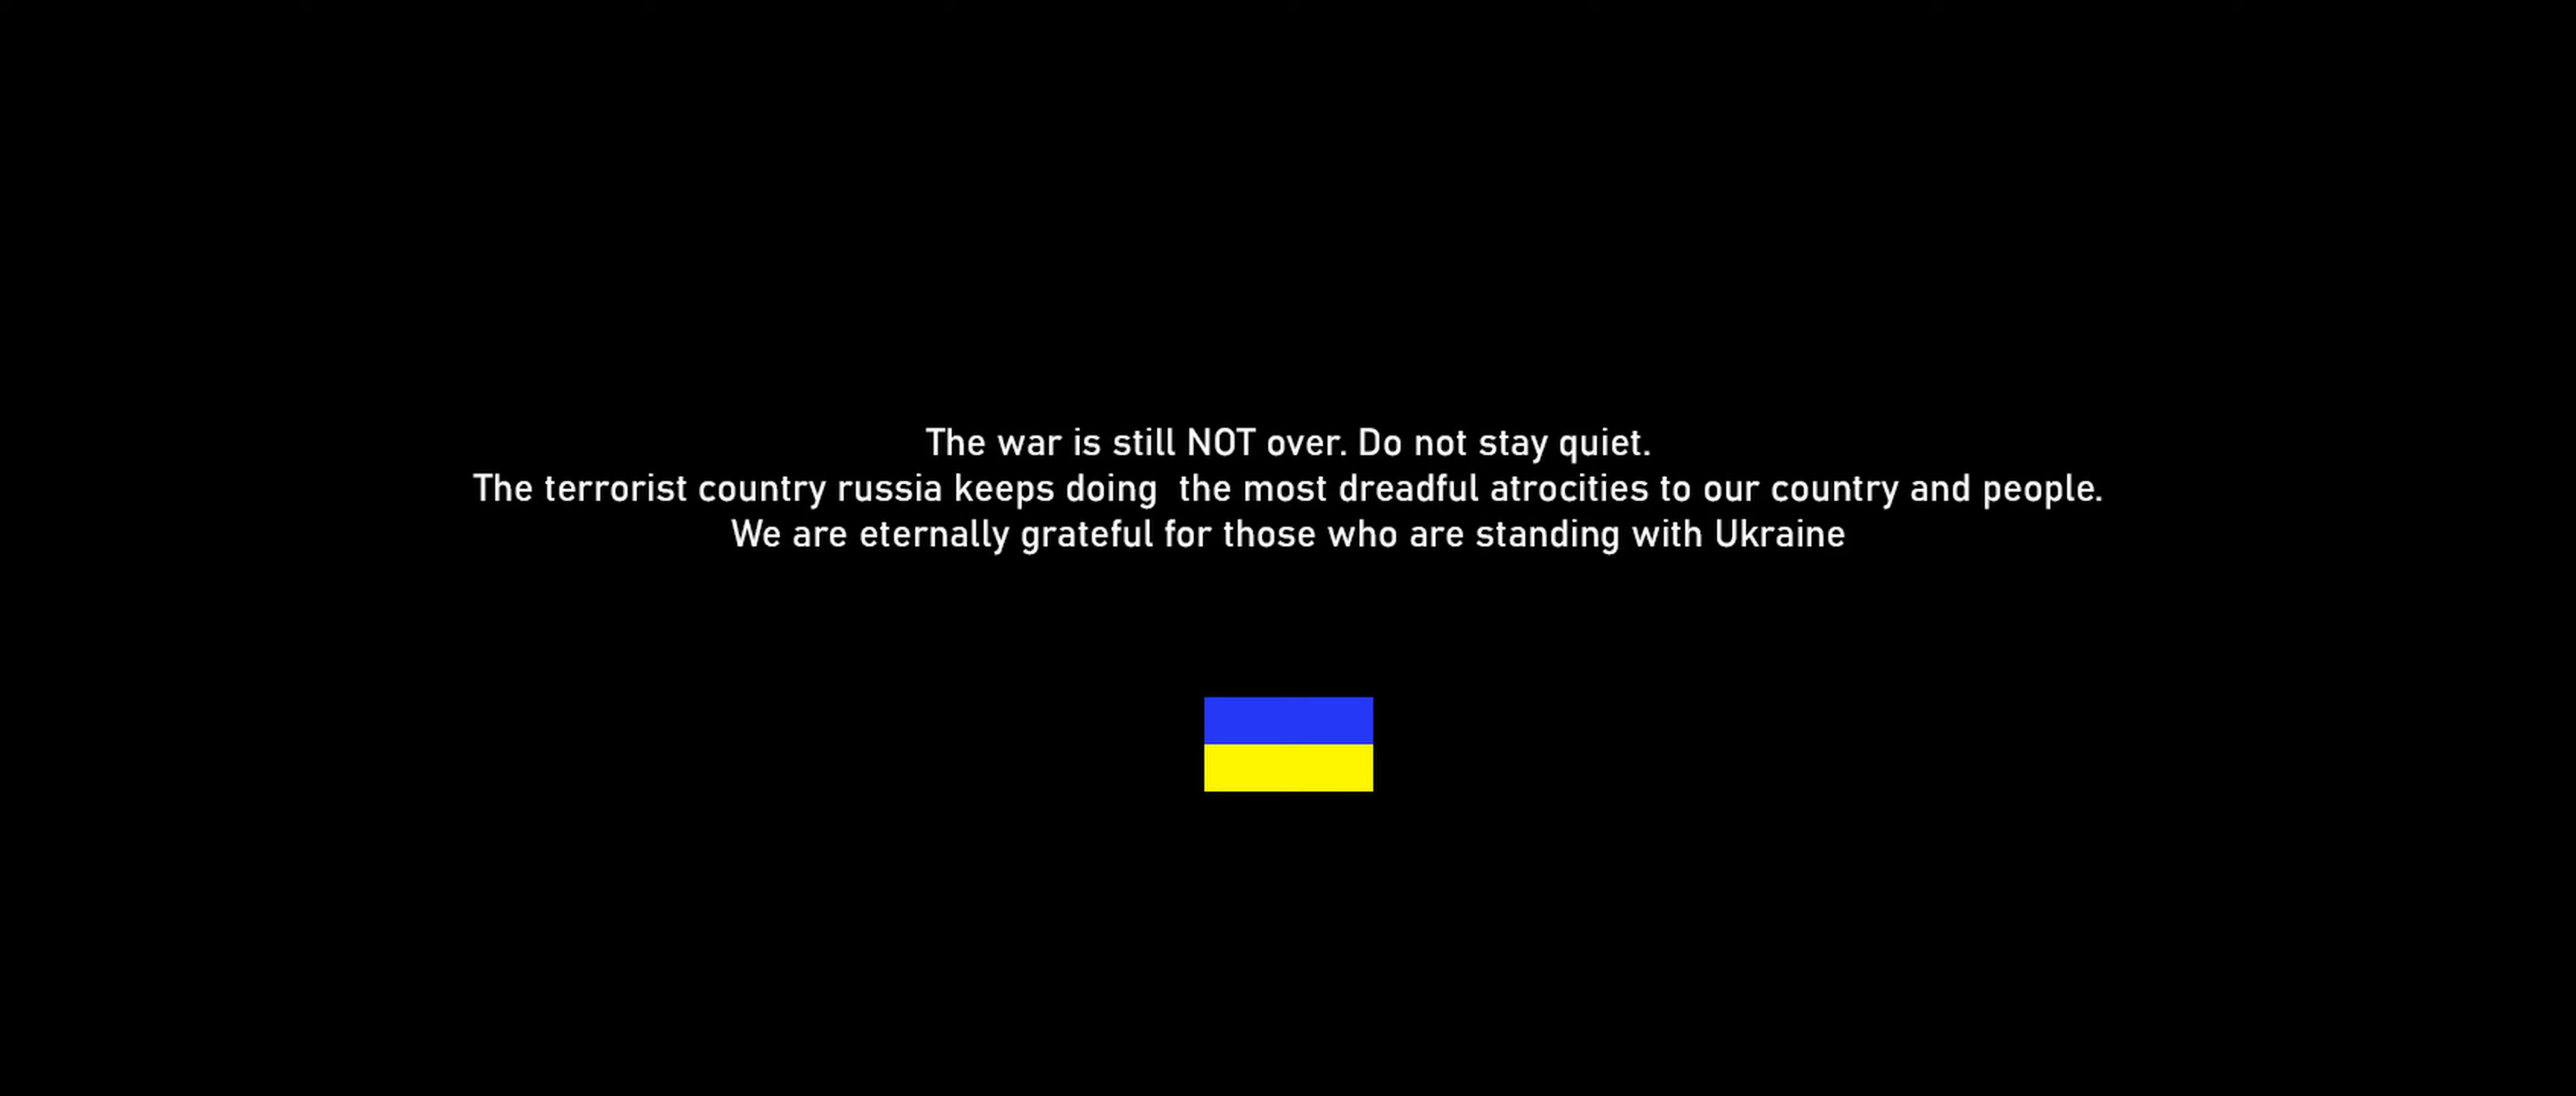 The war is still NOT over. Do not stay quiet.
The terrorist country russia keeps doing  the most dreadful atrocities to our country and people.
We are eternally grateful for those who are standing with Ukraine